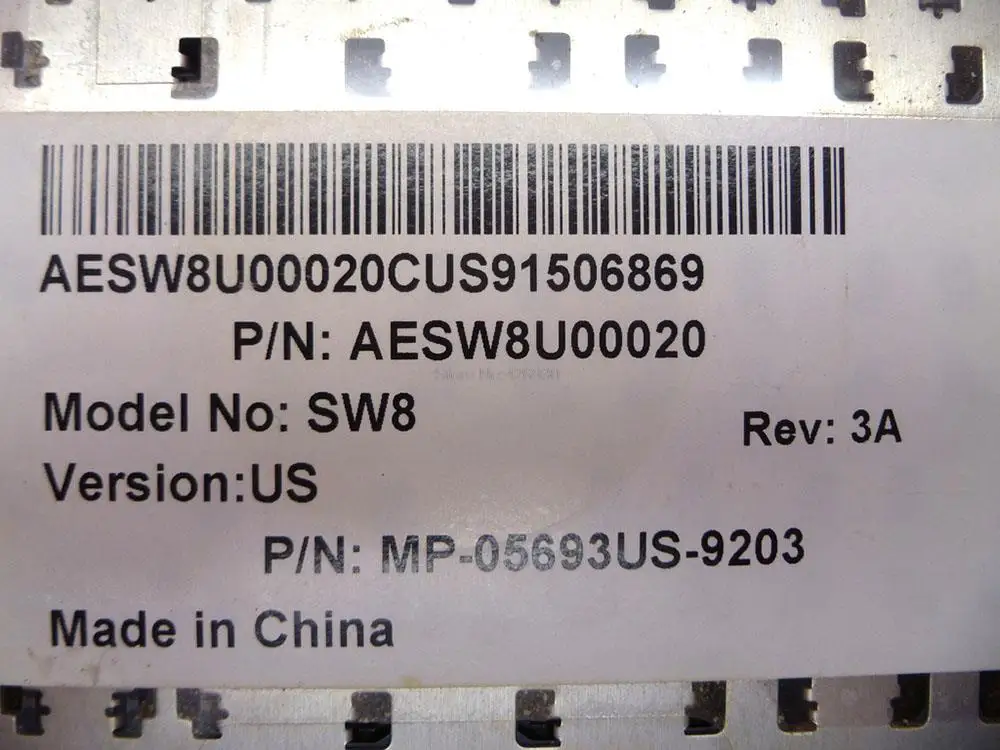 AESW8U00020CUS91506869
P/N: AESW8U00020
Model No: SW8
Rev: 3A
Version:US
P/N: MP-05693US-9203
Made in China